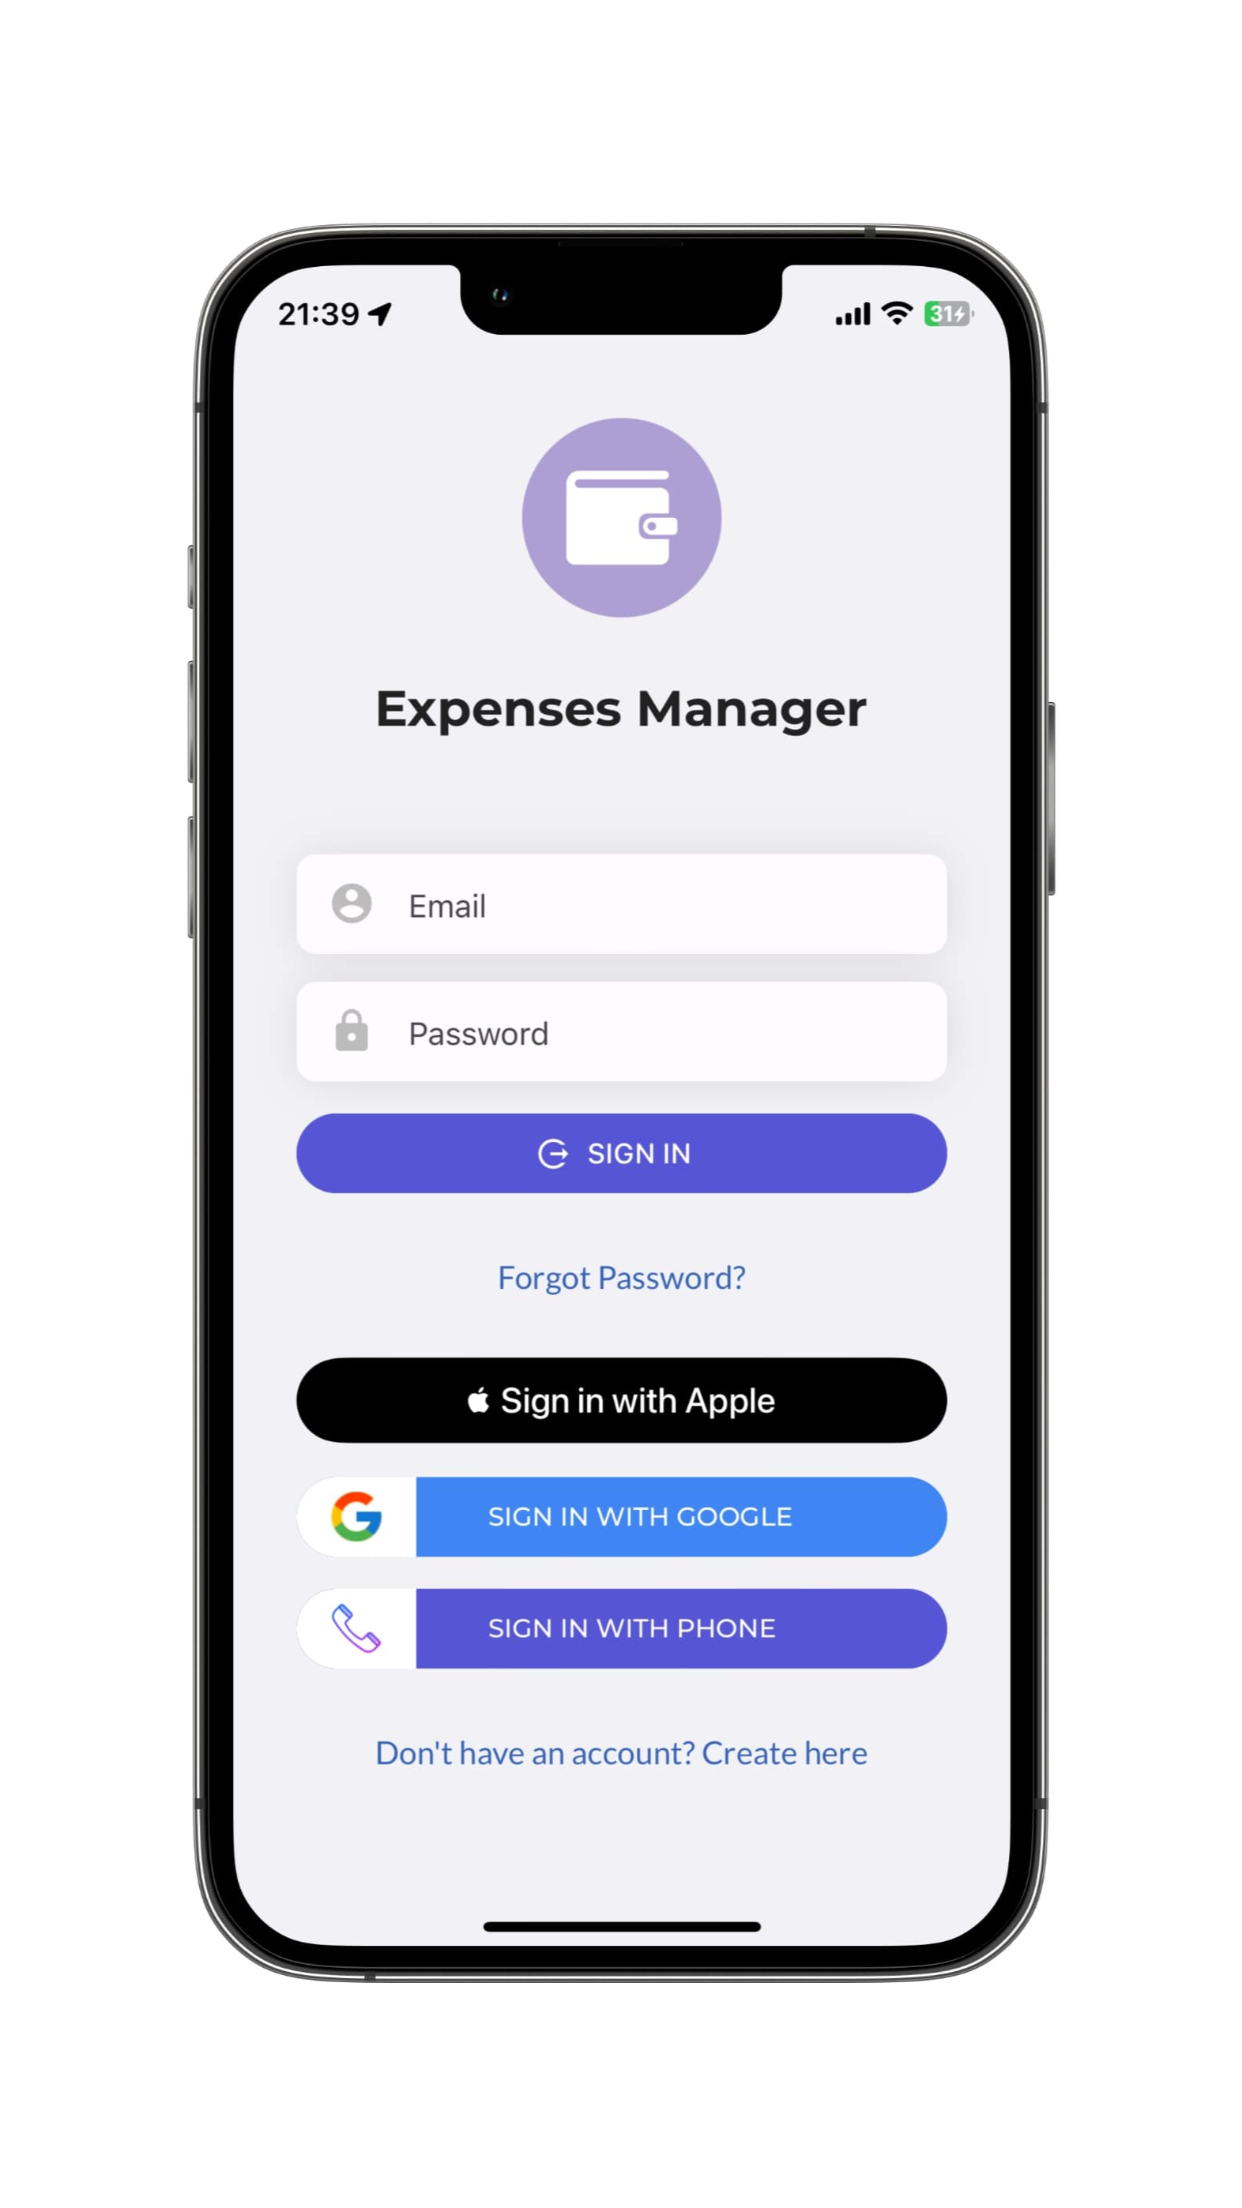 21:39
31
Expenses Manager
Email
Password
SIGN IN
Forgot Password?
Sign in with Apple
SIGN IN WITH GOOGLE
SIGN IN WITH PHONE
Don't have an account? Create here